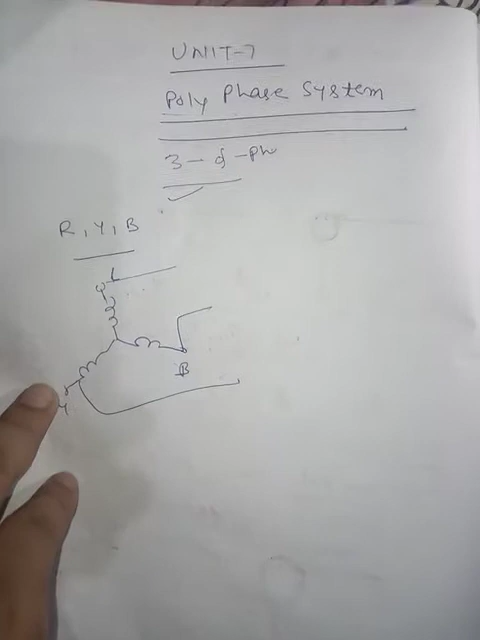 UNIT-7
Poly Phase System
3-ϕ-Ph
R, Y, B
B
Y